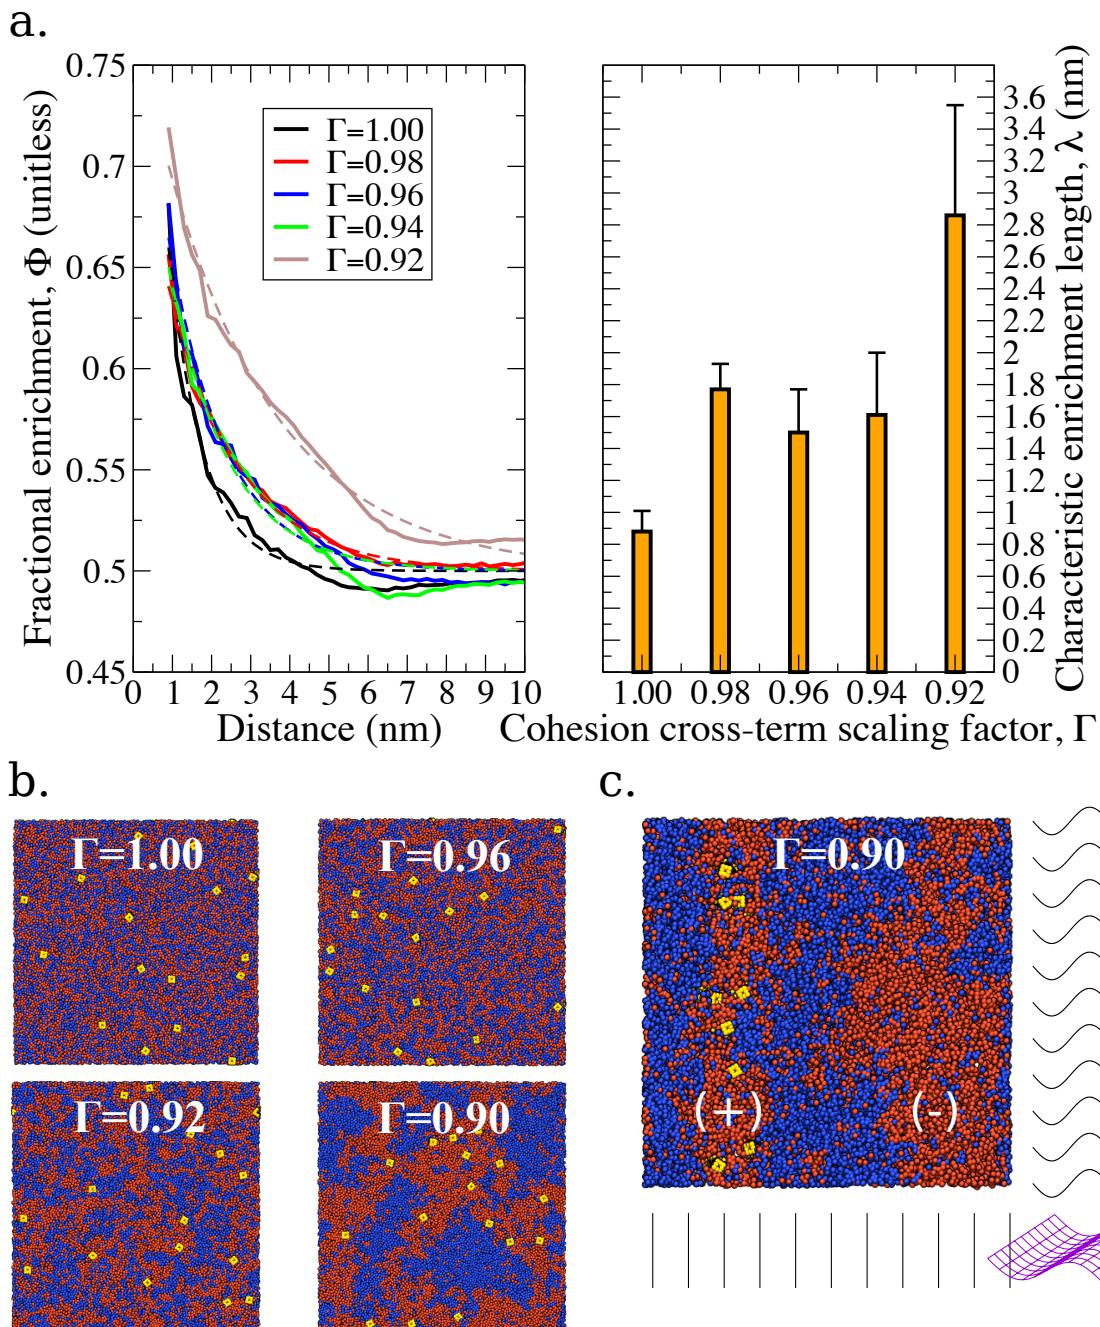 a.
0.75
0.7
0.65
0.6
0.55
0.5
0.45
Fractional enrichment, Φ (unitless)
Γ=1.00
Γ=0.98
Γ=0.96
Γ=0.94
Γ=0.92
0 1 2 3 4 5 6 7 8 9 10
Distance (nm)
3.6
3.4
3.2
3
2.8
2.6
2.4
2.2
2
1.8
1.6
1.4
1.2
1
0.8
0.6
0.4
0.2
0
Characteristic enrichment length, λ (nm)
1.00 0.98 0.96 0.94 0.92
Cohesion cross-term scaling factor, Γ
b.
Γ=1.00
Γ=0.96
Γ=0.92
Γ=0.90
c.
Γ=0.90
(+) (-)